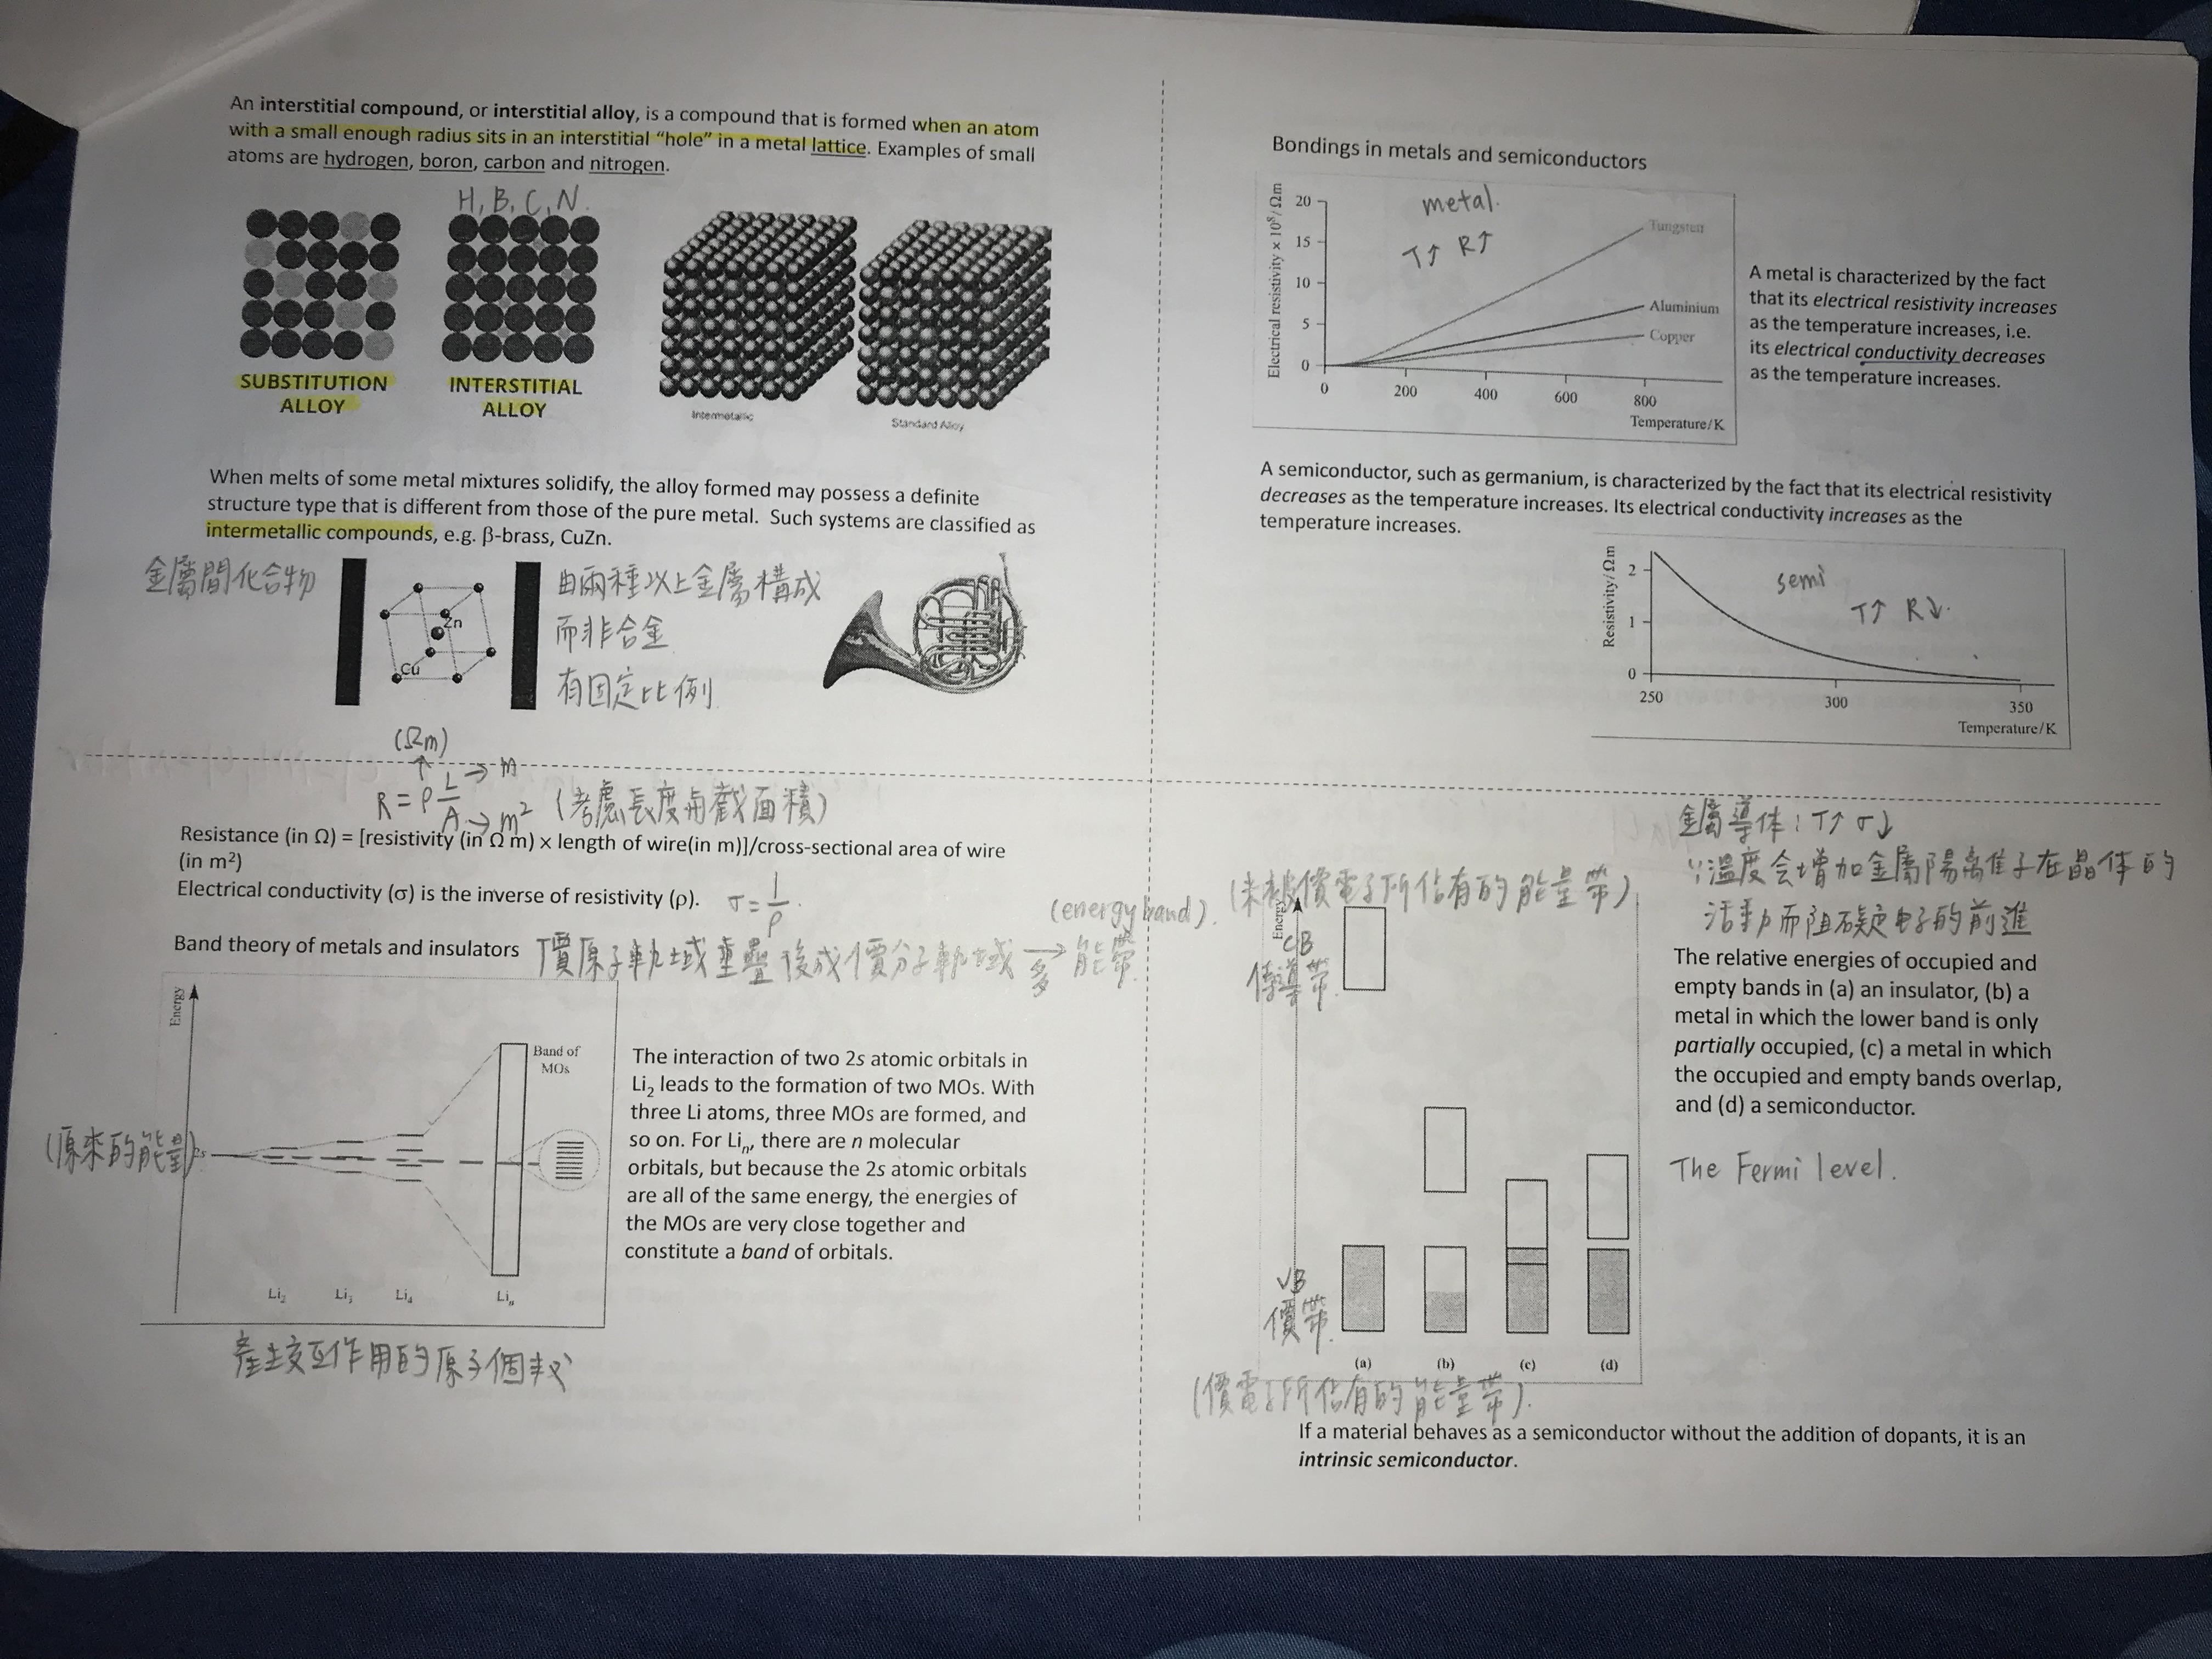 An interstitial compound, or interstitial alloy, is a compound that is formed when an atom
with a small enough radius sits in an interstitial “hole” in a metal lattice. Examples of small
atoms are hydrogen, boron, carbon and nitrogen.
H, B, C, N.
SUBSTITUTION
ALLOY
INTERSTITIAL
ALLOY
Intermetallic
Standard Alloy
When melts of some metal mixtures solidify, the alloy formed may possess a definite
structure type that is different from those of the pure metal. Such systems are classified as
intermetallic compounds, e.g. β-brass, CuZn.
金屬間化合物
Zn
Cu
由兩種以上金屬構成
而非合金
有固定比例
Bondings in metals and semiconductors
Electrical resistivity × 10⁸/Ωm
20
15
10
5
0
metal.
T↑ R↑
Tungsten
Aluminium
Copper
0
200
400
600
800
Temperature/K
A metal is characterized by the fact
that its electrical resistivity increases
as the temperature increases, i.e.
its electrical conductivity decreases
as the temperature increases.
A semiconductor, such as germanium, is characterized by the fact that its electrical resistivity
decreases as the temperature increases. Its electrical conductivity increases as the
temperature increases.
Resistivity/Ωm
2
1
0
semi
T↑ R↓.
250
300
350
Temperature/K
(Ωm)
R = ρ L/A
→ m
→ m²
(考慮長度與截面積)
Resistance (in Ω) = [resistivity (in Ω m) × length of wire(in m)]/cross-sectional area of wire
(in m²)
Electrical conductivity (σ) is the inverse of resistivity (ρ).
σ = 1/ρ.
(energy band).
Band theory of metals and insulators
價原子軌域重疊後成價分子軌域 →多 能帶
Energy
Band of
MOs
(原來的能量)
2s
Li₂
Li₃
Li₄
Liₙ
產生交互作用的原子個数
The interaction of two 2s atomic orbitals in
Li₂ leads to the formation of two MOs. With
three Li atoms, three MOs are formed, and
so on. For Liₙ, there are n molecular
orbitals, but because the 2s atomic orbitals
are all of the same energy, the energies of
the MOs are very close together and
constitute a band of orbitals.
金屬導体: T↑ σ↓
∵溫度会增加金屬陽離子在晶体的
活動而阻礙电子的前進
(未被價電子所佔有的能量帶)
Energy
CB
傳導帶.
VB
價帶.
(a)
(b)
(c)
(d)
(價電子所佔有的能量帶).
The relative energies of occupied and
empty bands in (a) an insulator, (b) a
metal in which the lower band is only
partially occupied, (c) a metal in which
the occupied and empty bands overlap,
and (d) a semiconductor.
The Fermi level.
If a material behaves as a semiconductor without the addition of dopants, it is an
intrinsic semiconductor.